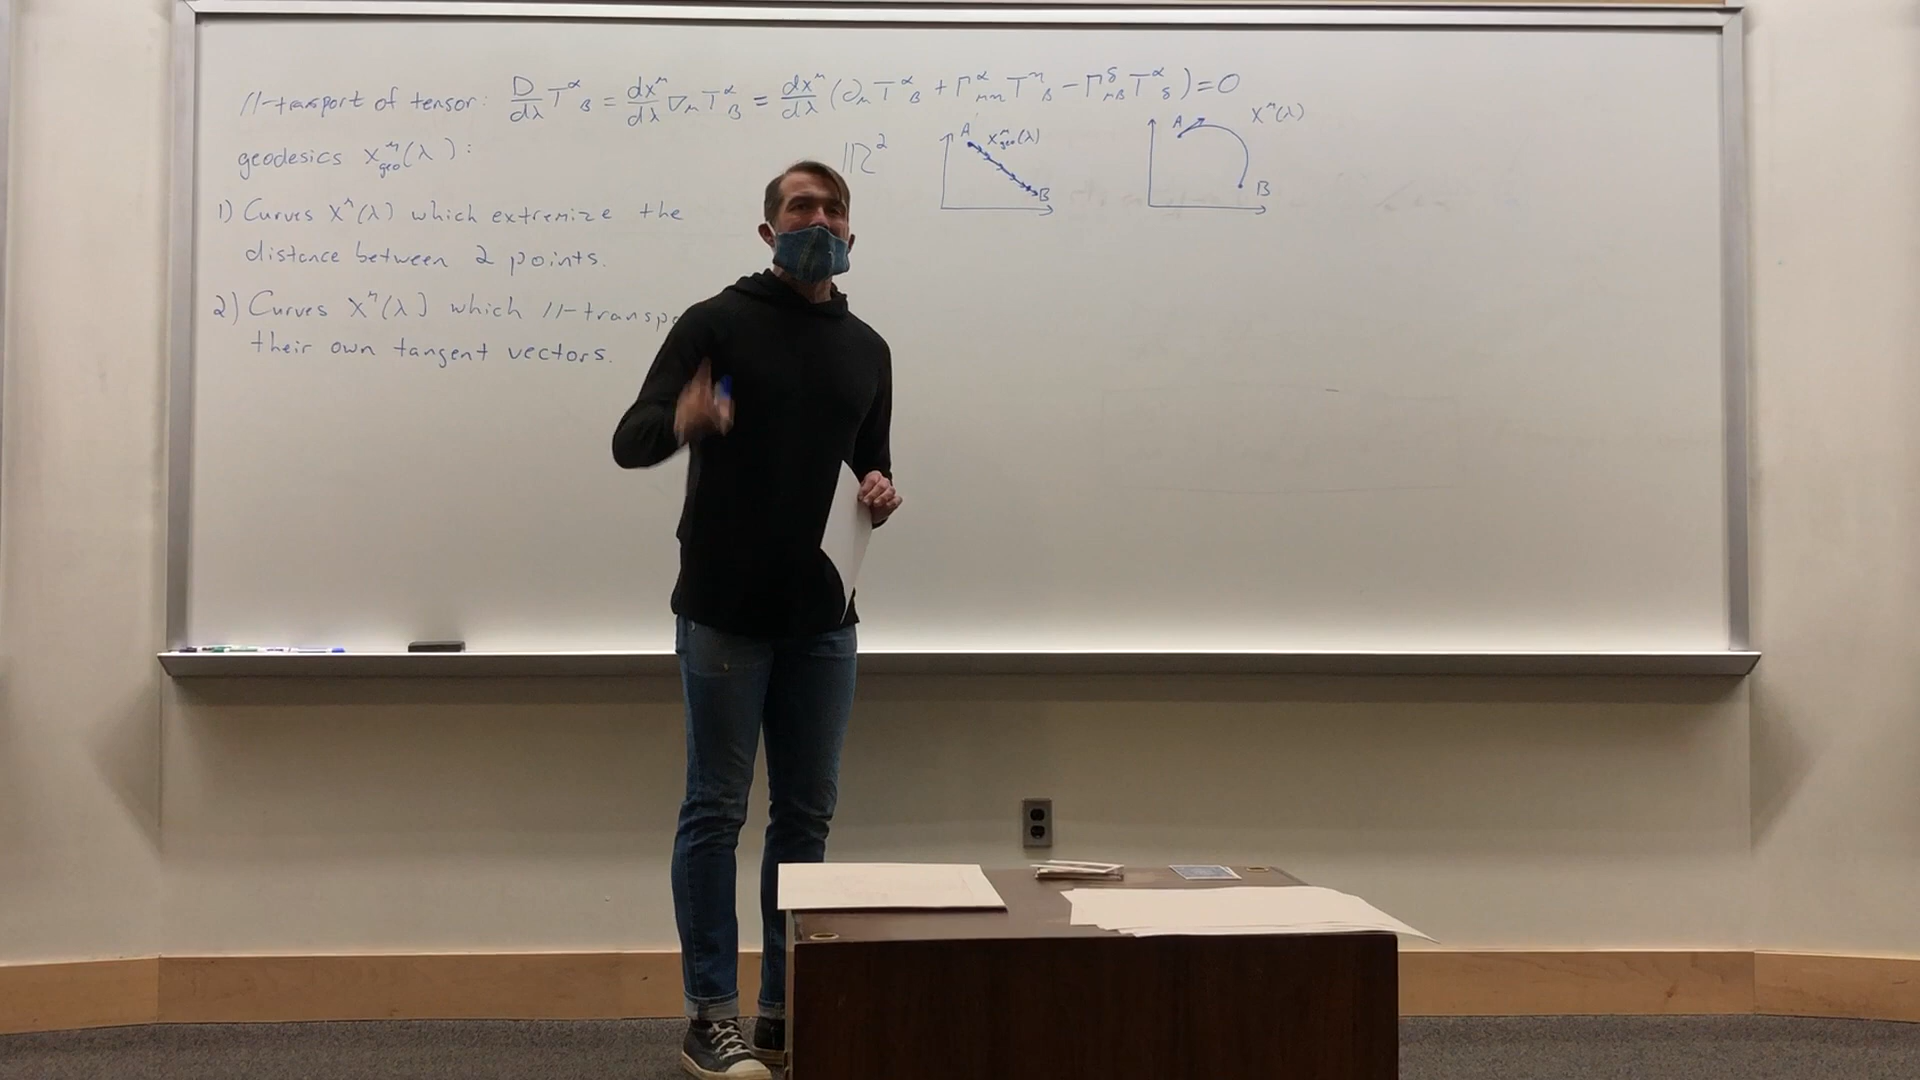 //-transport of tensor: D/dλ T^α_β = dx^μ/dλ ∇_μ T^α_β = dx^μ/dλ (∂_μ T^α_β + Γ^α_μη T^η_β − Γ^δ_μβ T^α_δ) = 0
geodesics x^μ_geo(λ):
1) Curves x^μ(λ) which extremize the
distance between 2 points.
2) Curves x^μ(λ) which //-transpo
their own tangent vectors.
ℝ²
A x^μ_geo(λ)
B
A x^μ(λ)
B